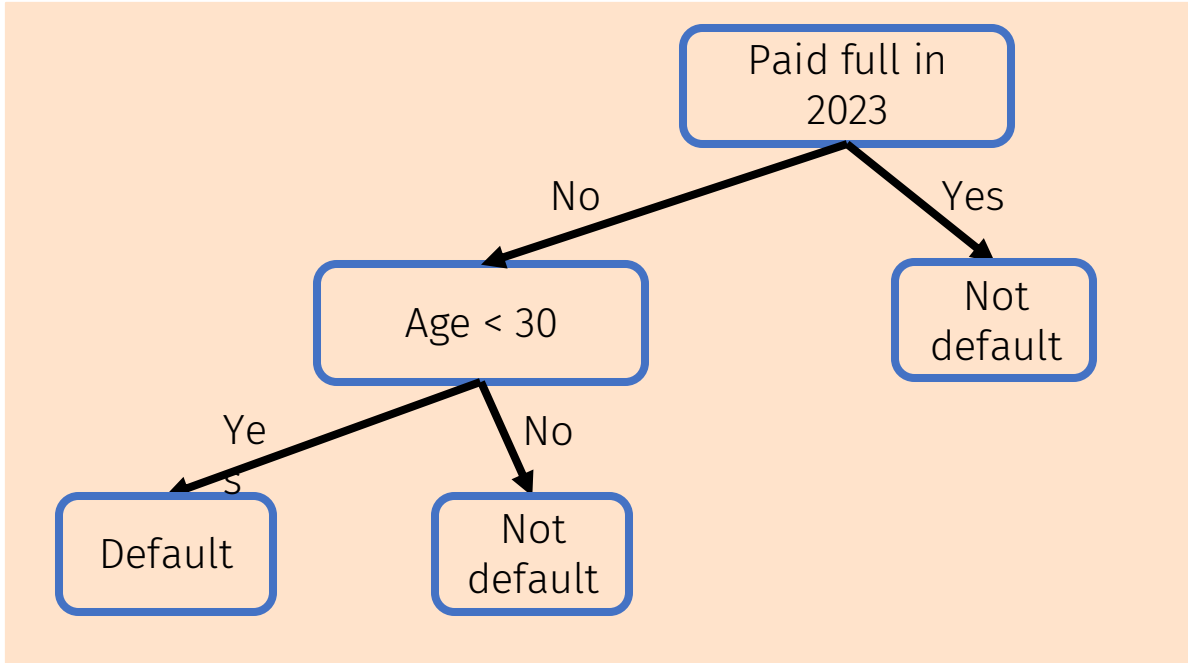 Paid full in
2023
No
Yes
Age < 30
Not
default
Ye
s
No
Default
Not
default